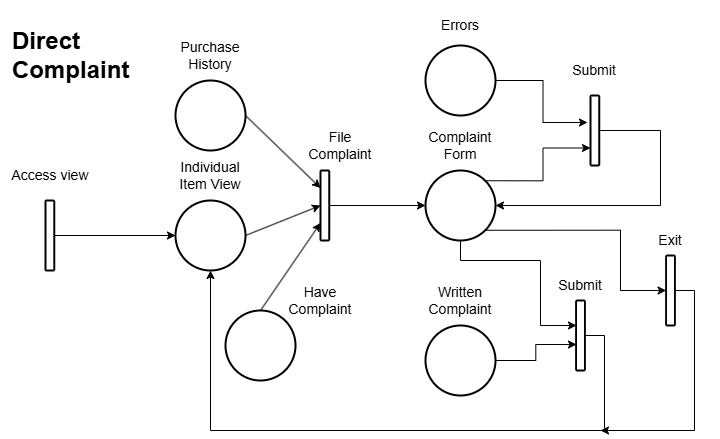 Direct
Complaint
Purchase
History
Errors
Submit
File
Complaint
Complaint
Form
Individual
Item View
Access view
Exit
Have
Complaint
Written
Complaint
Submit